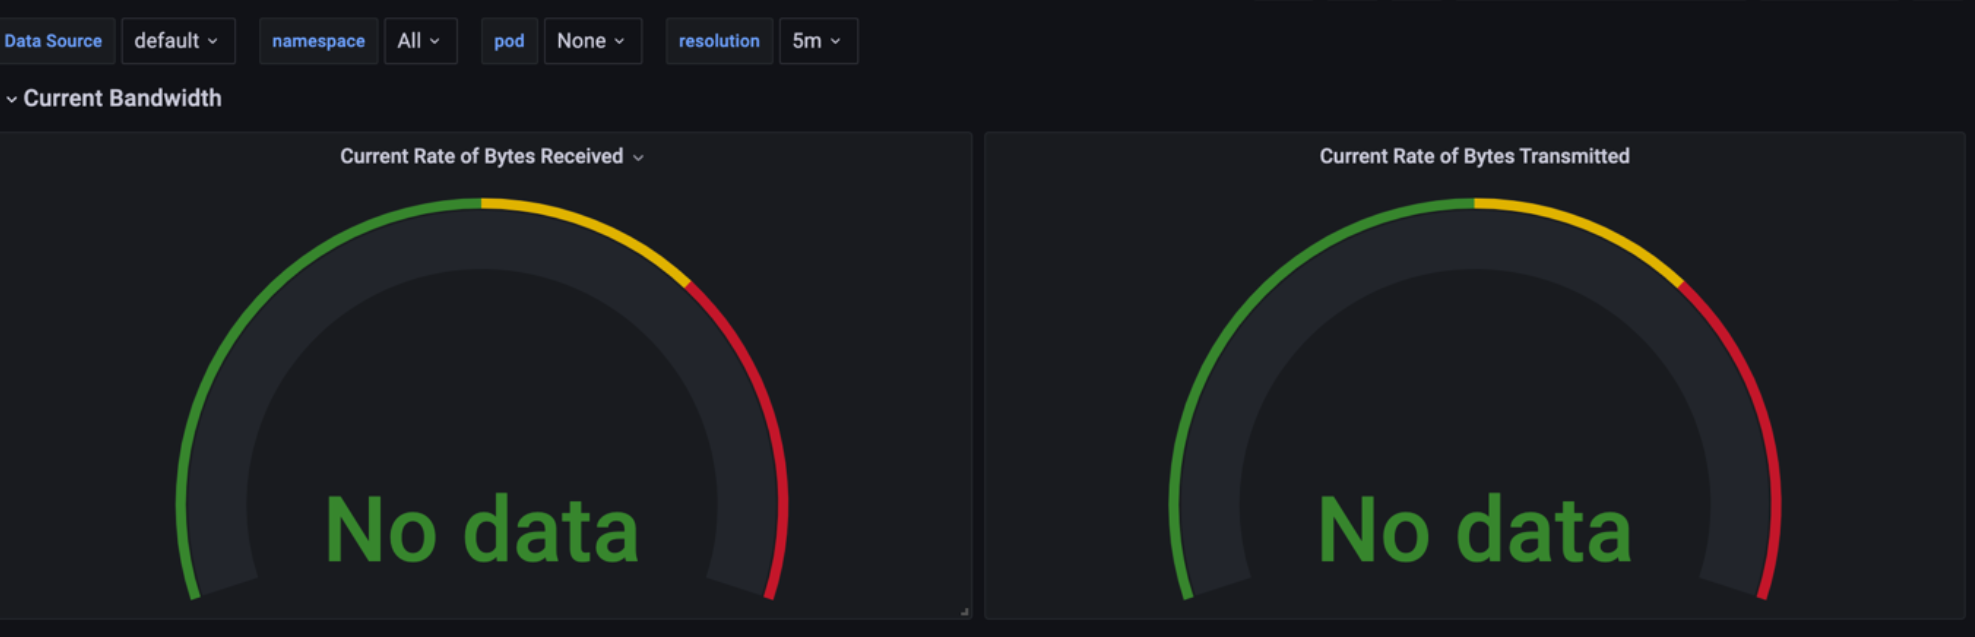 Data Source default namespace All pod None resolution 5m
Current Bandwidth
Current Rate of Bytes Received
No data
Current Rate of Bytes Transmitted
No data